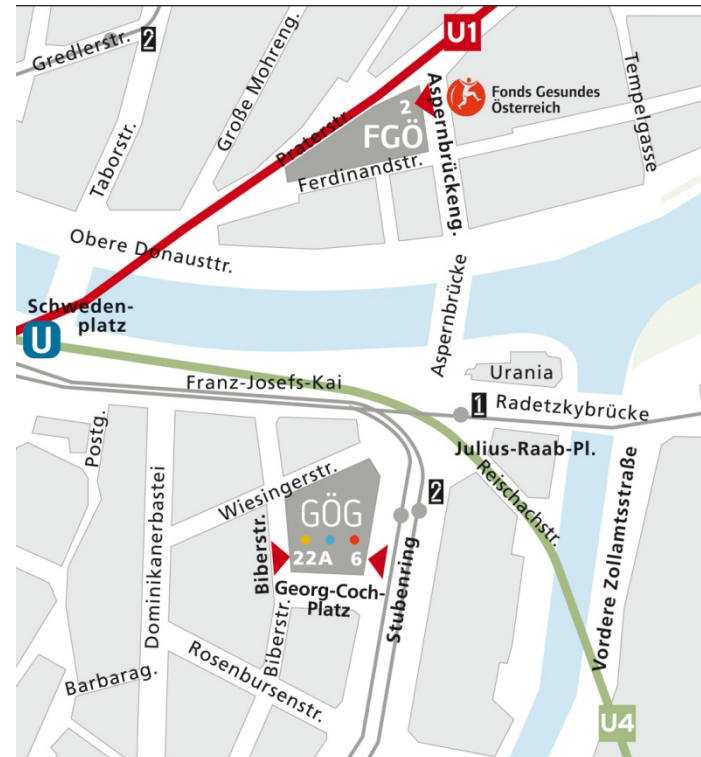 U1
Gredlerstr.
2
Große Mohreng.
Taborstr.
Praterstr.
2
FGÖ
Ferdinandstr.
Aspernbrückeng.
Fonds Gesundes
Österreich
Tempelgasse
Obere Donausttr.
Schweden-
platz
U
Aspernbrücke
Urania
Franz-Josefs-Kai
1
Radetzkybrücke
Julius-Raab-Pl.
Postg.
Dominikanerbastei
Wiesingerstr.
Biberstr.
GÖG
22A
6
Georg-Coch-
Platz
2
Stubenring
Reischachstr.
Vordere Zollamtsstraße
Biberstr.
Rosenbursenstr.
Barbarag.
U4